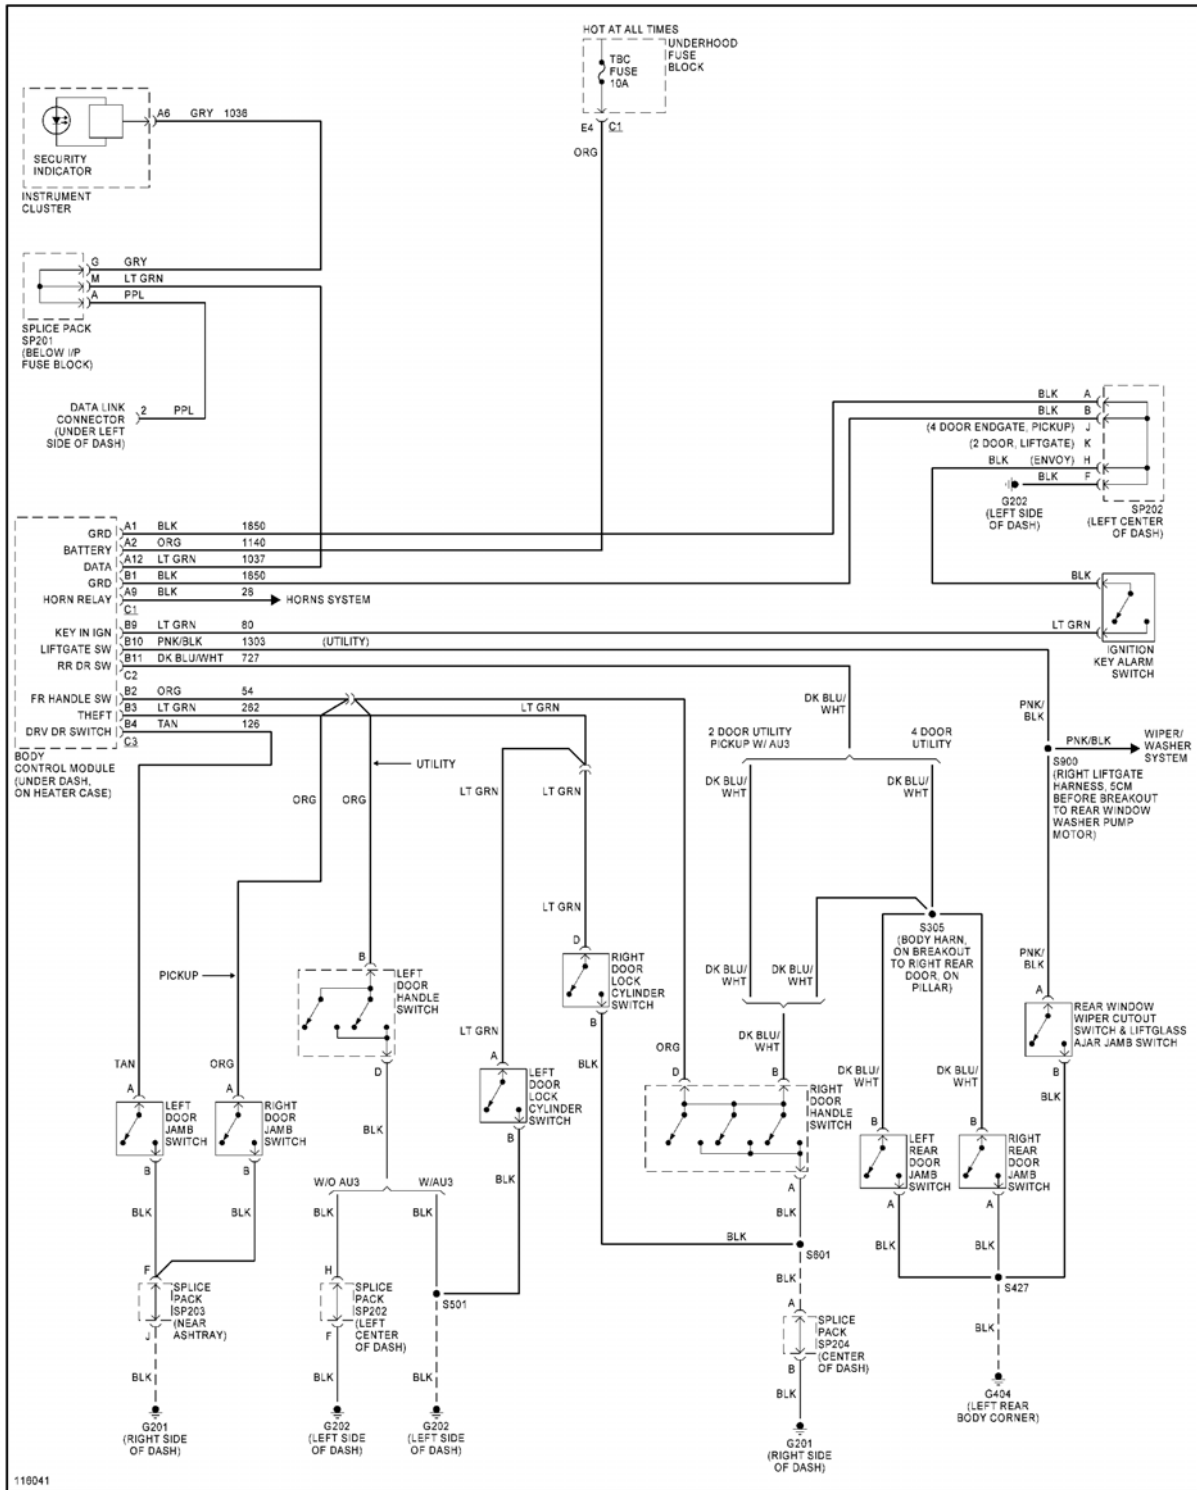 HOT AT ALL TIMES
UNDERHOOD
FUSE
BLOCK
TBC
FUSE
10A
E4 C1
ORG
A6 GRY 1036
SECURITY
INDICATOR
INSTRUMENT
CLUSTER
G GRY
M LT GRN
A PPL
SPLICE PACK
SP201
(BELOW I/P
FUSE BLOCK)
DATA LINK
CONNECTOR
(UNDER LEFT
SIDE OF DASH)
2 PPL
BLK A
BLK B
(4 DOOR ENDGATE, PICKUP) J
(2 DOOR, LIFTGATE) K
BLK (ENVOY) H
BLK F
G202
(LEFT SIDE
OF DASH)
SP202
(LEFT CENTER
OF DASH)
GRD A1 BLK 1850
BATTERY A2 ORG 1140
DATA A12 LT GRN 1037
GRD B1 BLK 1850
HORN RELAY A9 BLK 28 HORNS SYSTEM
C1
KEY IN IGN B9 LT GRN 80
LIFTGATE SW B10 PNK/BLK 1303 (UTILITY)
RR DR SW B11 DK BLU/WHT 727
C2
FR HANDLE SW B2 ORG 54
THEFT B3 LT GRN 262
DRV DR SWITCH B4 TAN 126
C3
BODY
CONTROL MODULE
(UNDER DASH,
ON HEATER CASE)
BLK
LT GRN
IGNITION
KEY ALARM
SWITCH
LT GRN
DK BLU/
WHT
PNK/
BLK
2 DOOR UTILITY
PICKUP W/ AU3
4 DOOR
UTILITY
PNK/BLK
WIPER/
WASHER
SYSTEM
S900
(RIGHT LIFTGATE
HARNESS, 5CM
BEFORE BREAKOUT
TO REAR WINDOW
WASHER PUMP
MOTOR)
UTILITY
ORG
ORG
LT GRN
LT GRN
DK BLU/
WHT
DK BLU/
WHT
LT GRN
S305
(BODY HARN,
ON BREAKOUT
TO RIGHT REAR
DOOR, ON
PILLAR)
PICKUP
B
LEFT
DOOR
HANDLE
SWITCH
D
D
RIGHT
DOOR
LOCK
CYLINDER
SWITCH
B
DK BLU/
WHT
DK BLU/
WHT
PNK/
BLK
A
REAR WINDOW
WIPER CUTOUT
SWITCH & LIFTGLASS
AJAR JAMB SWITCH
B
LT GRN
DK BLU/
WHT
TAN
ORG
A
LEFT
DOOR
JAMB
SWITCH
B
A
RIGHT
DOOR
JAMB
SWITCH
B
BLK
A
LEFT
DOOR
LOCK
CYLINDER
SWITCH
B
BLK
ORG
D
B
RIGHT
DOOR
HANDLE
SWITCH
A
DK BLU/
WHT
DK BLU/
WHT
BLK
B
LEFT
REAR
DOOR
JAMB
SWITCH
A
B
RIGHT
REAR
DOOR
JAMB
SWITCH
A
W/O AU3
W/AU3
BLK
BLK
BLK
BLK
BLK
BLK
BLK
S601
BLK
BLK
BLK
S427
F
SPLICE
PACK
SP203
(NEAR
ASHTRAY)
J
H
SPLICE
PACK
SP202
(LEFT
CENTER
OF DASH)
F
S501
BLK
A
SPLICE
PACK
SP204
(CENTER
OF DASH)
B
BLK
BLK
BLK
BLK
BLK
G201
(RIGHT SIDE
OF DASH)
G202
(LEFT SIDE
OF DASH)
G202
(LEFT SIDE
OF DASH)
G201
(RIGHT SIDE
OF DASH)
G404
(LEFT REAR
BODY CORNER)
116041